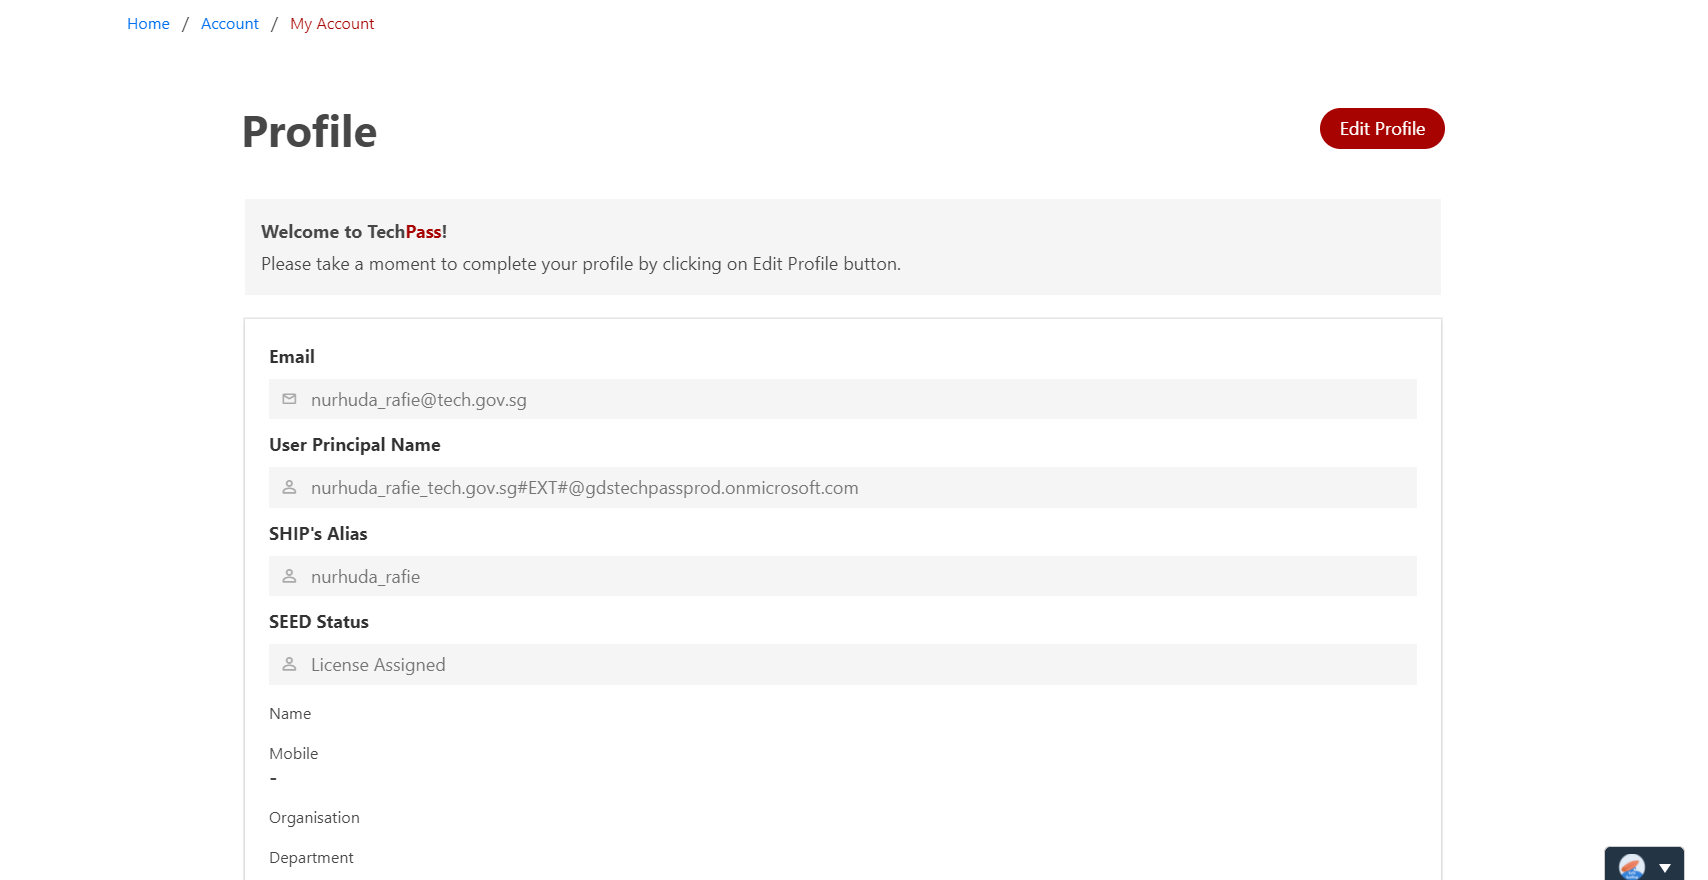 Home / Account / My Account
Profile
Edit Profile
Welcome to TechPass!
Please take a moment to complete your profile by clicking on Edit Profile button.
Email
nurhuda_rafie@tech.gov.sg
User Principal Name
nurhuda_rafie_tech.gov.sg#EXT#@gdstechpassprod.onmicrosoft.com
SHIP's Alias
nurhuda_rafie
SEED Status
License Assigned
Name
Mobile
-
Organisation
Department